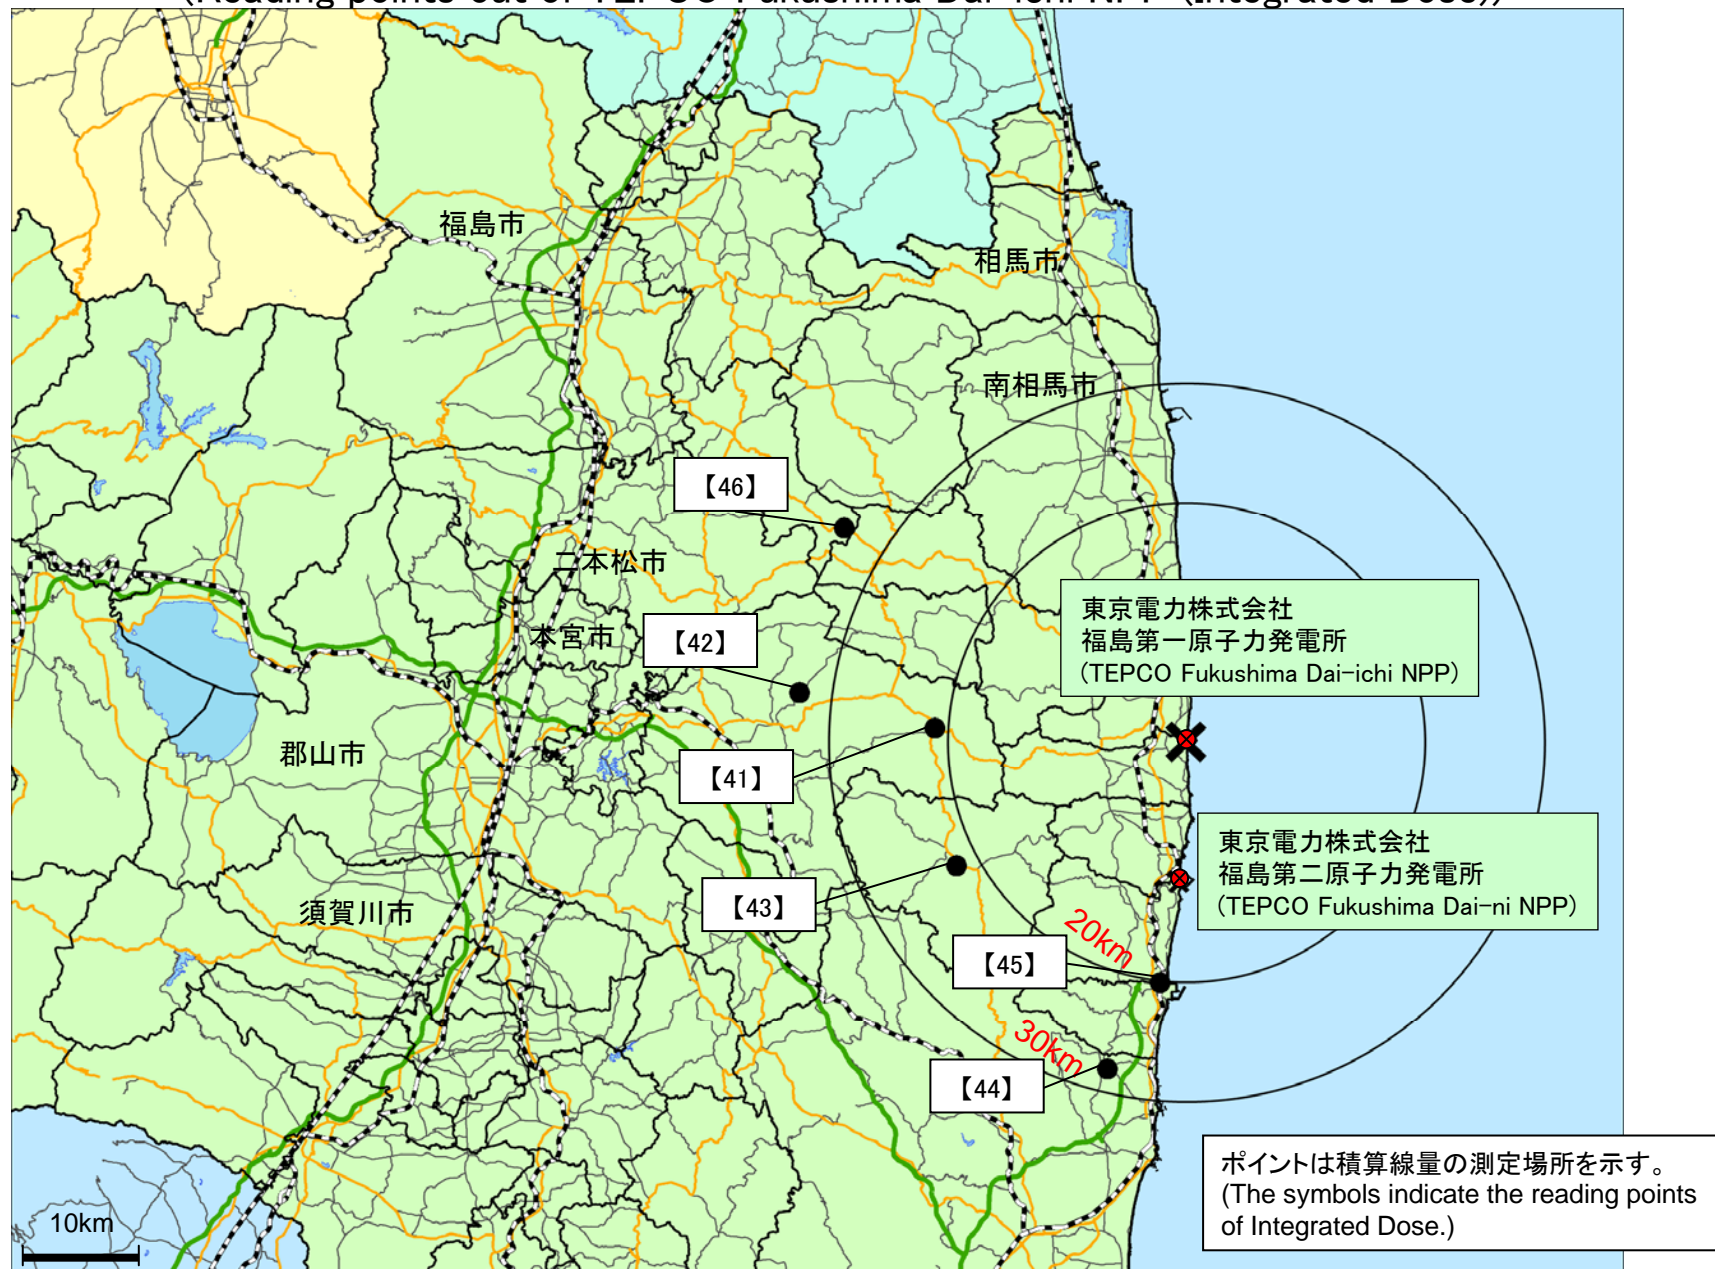 福島市
相馬市
南相馬市
【46】
二本松市
東京電力株式会社
福島第一原子力発電所
(TEPCO Fukushima Dai-ichi NPP)
本宮市
【42】
郡山市
【41】
東京電力株式会社
福島第二原子力発電所
(TEPCO Fukushima Dai-ni NPP)
【43】
須賀川市
20km
【45】
30km
【44】
ポイントは積算線量の測定場所を示す。
(The symbols indicate the reading points
of Integrated Dose.)
10km